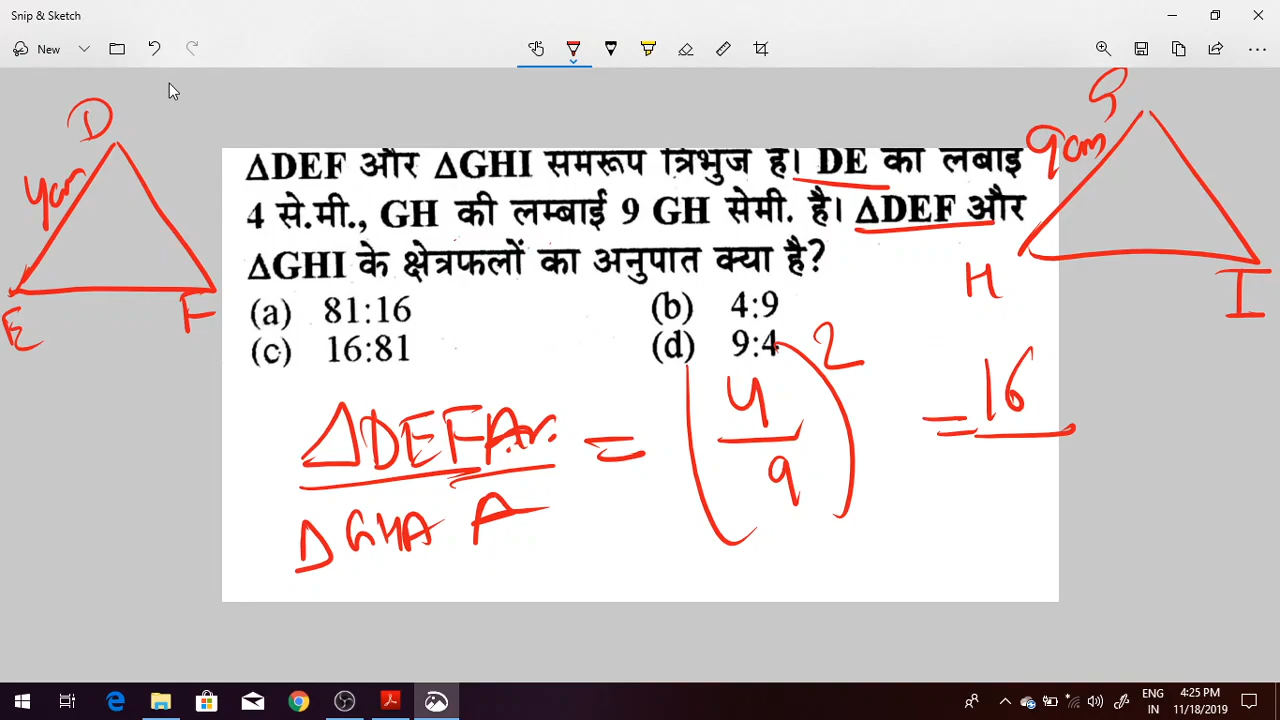 Snip & Sketch
New
D
4cm
E
F
G
9cm
H
I
ΔDEF और ΔGHI समरूप त्रिभुज है। DE की लंबाई
4 से.मी., GH की लम्बाई 9 GH सेमी. है। ΔDEF और
ΔGHI के क्षेत्रफलों का अनुपात क्या है?
(a) 81:16 (b) 4:9
(c) 16:81 (d) 9:4
ΔDEF Ar. = (4/9)2 = 16
ΔGHA A
ENG 4:25 PM
IN 11/18/2019